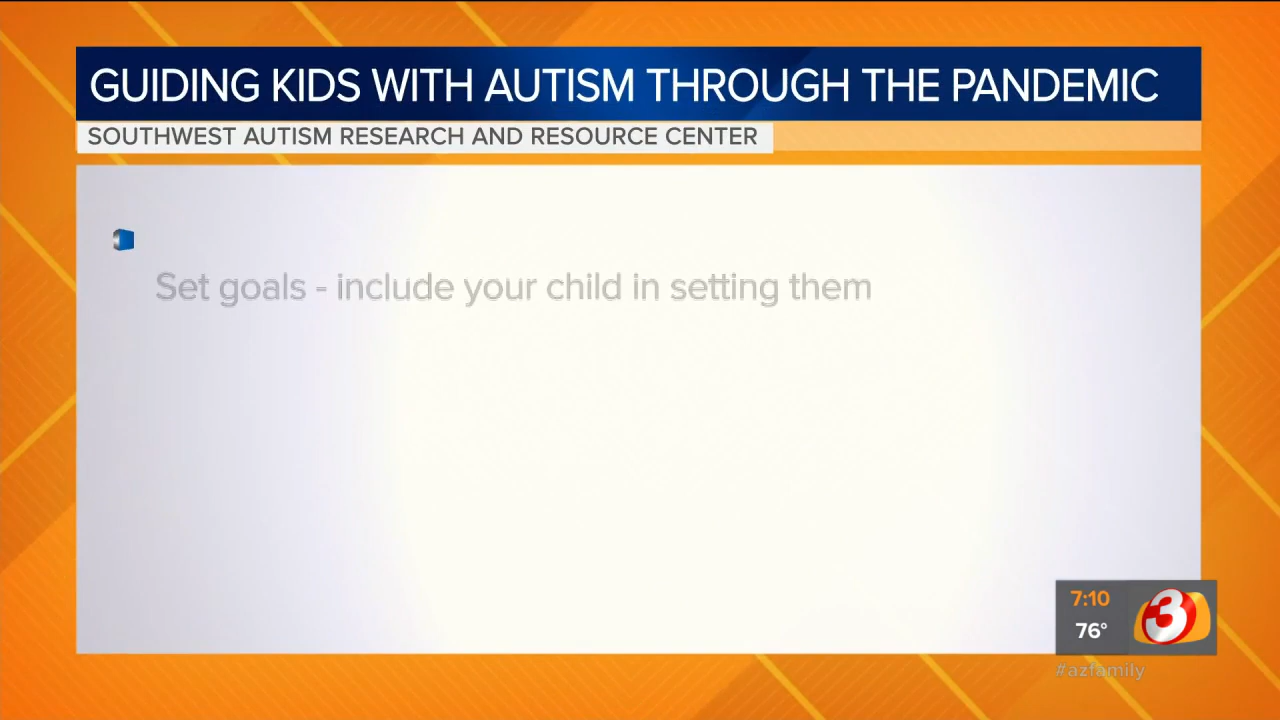 GUIDING KIDS WITH AUTISM THROUGH THE PANDEMIC
SOUTHWEST AUTISM RESEARCH AND RESOURCE CENTER
Set goals - include your child in setting them
7:10
76°
3
#azfamily